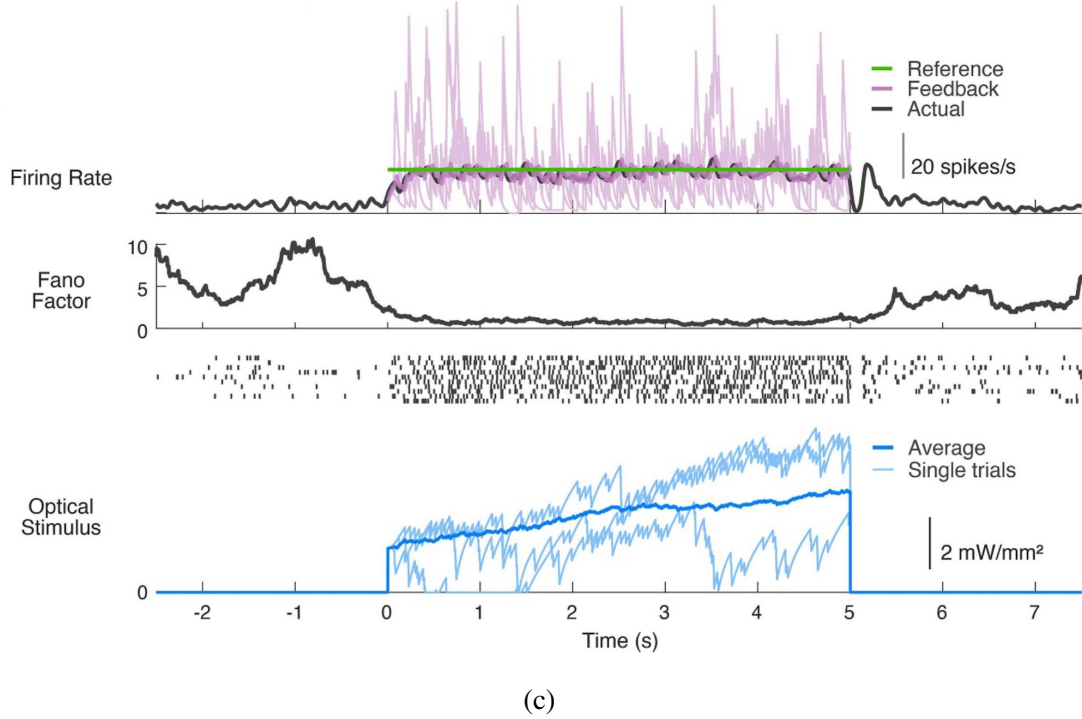 Reference
Feedback
Actual
20 spikes/s
Firing Rate
10
5
0
Fano
Factor
Average
Single trials
Optical
Stimulus
2 mW/mm²
0
-2 -1 0 1 2 3 4 5 6 7
Time (s)
(c)